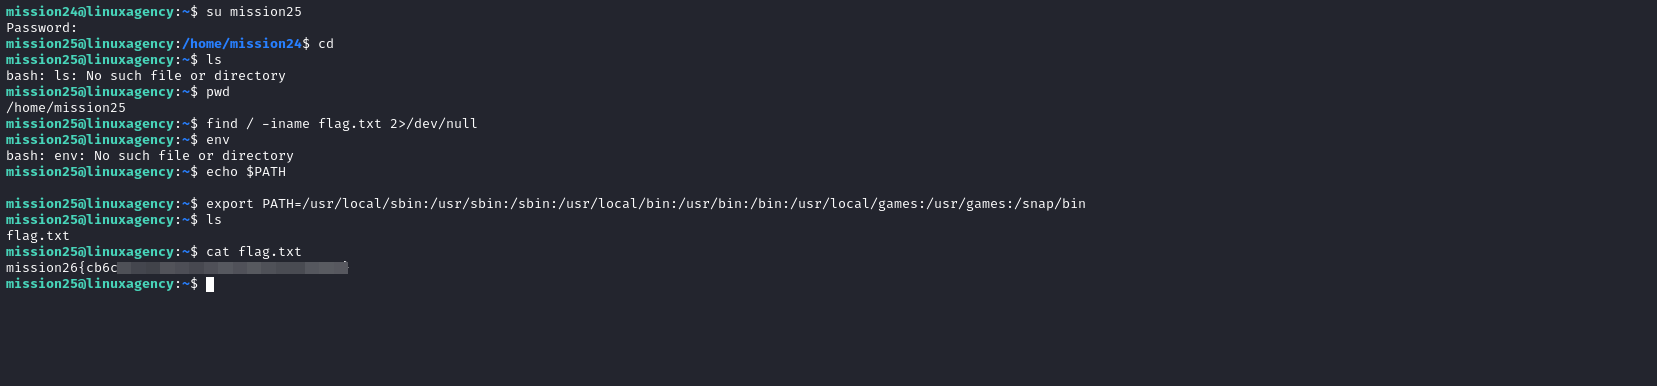 mission24@linuxagency:~$ su mission25
Password:
mission25@linuxagency:/home/mission24$ cd
mission25@linuxagency:~$ ls
bash: ls: No such file or directory
mission25@linuxagency:~$ pwd
/home/mission25
mission25@linuxagency:~$ find / -iname flag.txt 2>/dev/null
mission25@linuxagency:~$ env
bash: env: No such file or directory
mission25@linuxagency:~$ echo $PATH
mission25@linuxagency:~$ export PATH=/usr/local/sbin:/usr/sbin:/sbin:/usr/local/bin:/usr/bin:/bin:/usr/local/games:/usr/games:/snap/bin
mission25@linuxagency:~$ ls
flag.txt
mission25@linuxagency:~$ cat flag.txt
mission26{cb6c
mission25@linuxagency:~$